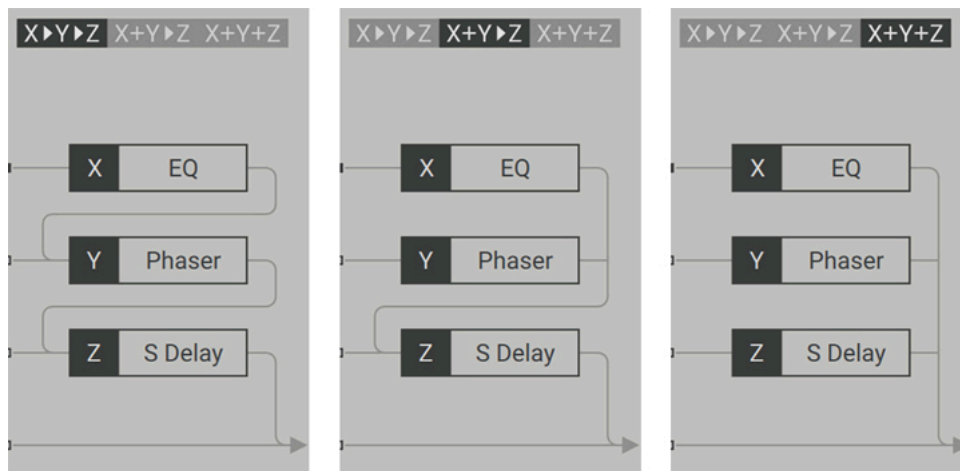 X▶Y▶Z X+Y▶Z X+Y+Z
X EQ
Y Phaser
Z S Delay
X▶Y▶Z X+Y▶Z X+Y+Z
X EQ
Y Phaser
Z S Delay
X▶Y▶Z X+Y▶Z X+Y+Z
X EQ
Y Phaser
Z S Delay